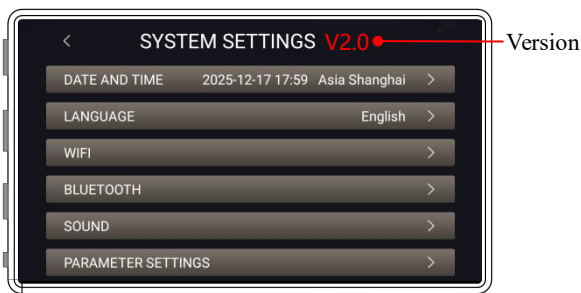 SYSTEM SETTINGS V2.0 Version
DATE AND TIME 2025-12-17 17:59 Asia Shanghai
LANGUAGE English
WIFI
BLUETOOTH
SOUND
PARAMETER SETTINGS